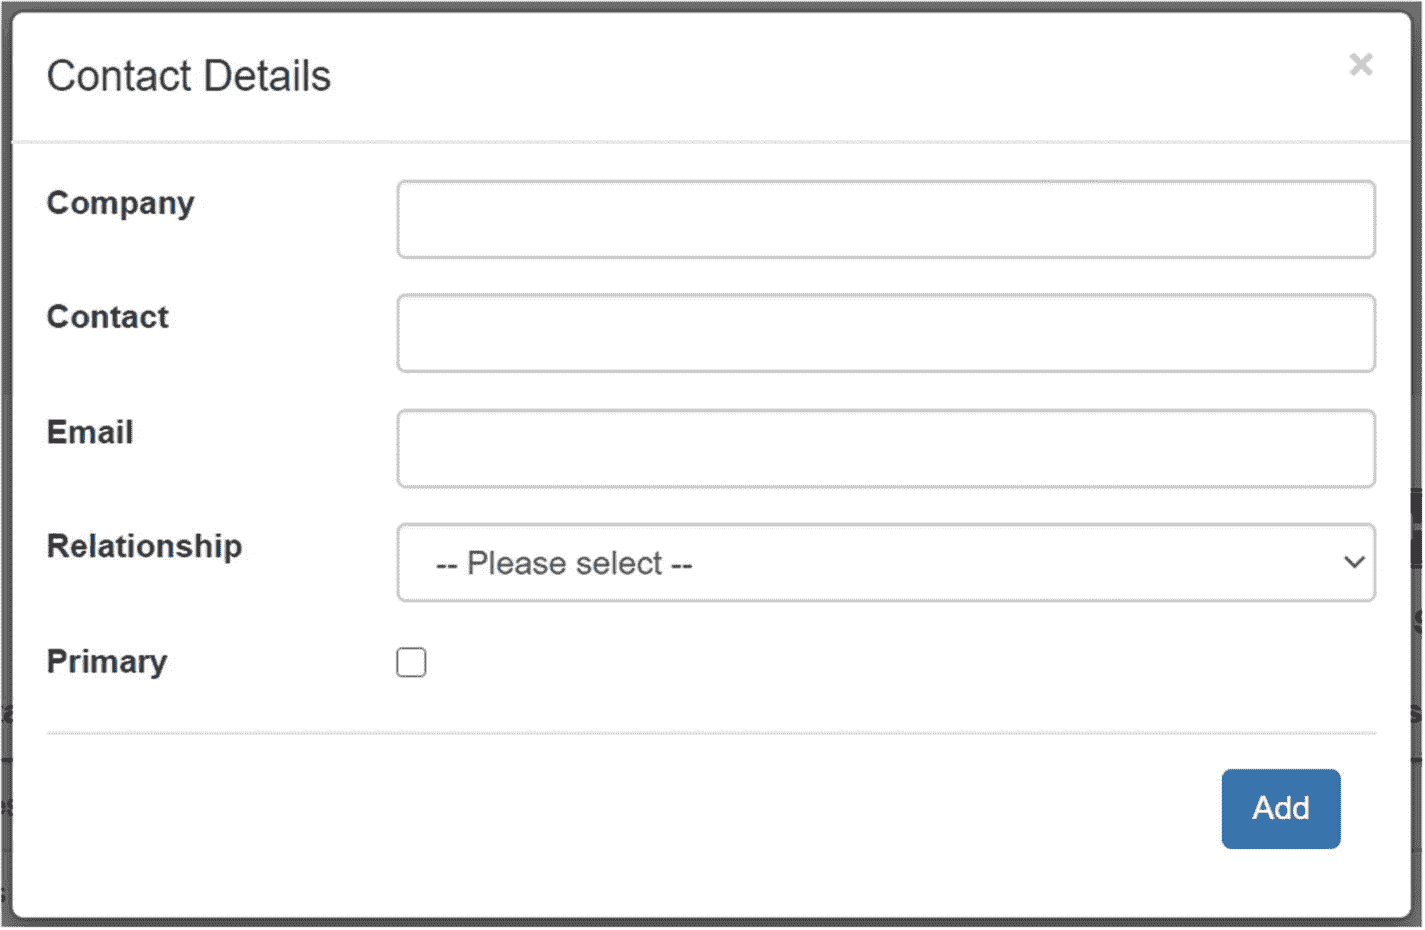 Contact Details
×
Company
Contact
Email
Relationship
-- Please select --
Primary
Add